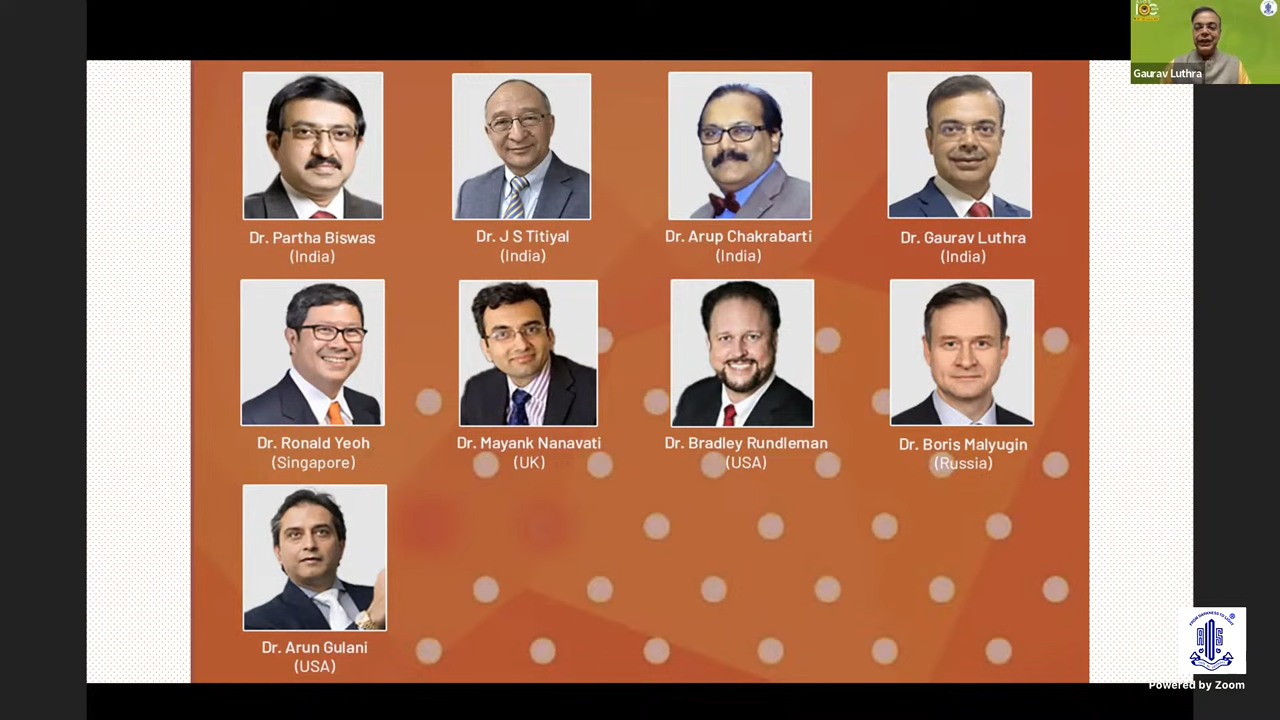 Gaurav Luthra
Dr. Partha Biswas
(India)
Dr. J S Titiyal
(India)
Dr. Arup Chakrabarti
(India)
Dr. Gaurav Luthra
(India)
Dr. Ronald Yeoh
(Singapore)
Dr. Mayank Nanavati
(UK)
Dr. Bradley Rundleman
(USA)
Dr. Boris Malyugin
(Russia)
Dr. Arun Gulani
(USA)
Powered by Zoom